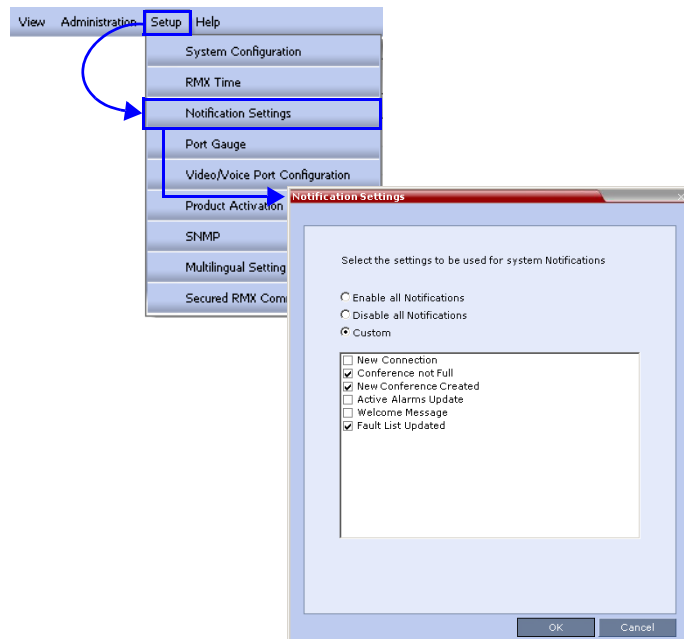 View Administration Setup Help
System Configuration
RMX Time
Notification Settings
Port Gauge
Video/Voice Port Configuration
Product Activation
SNMP
Multilingual Setting
Secured RMX Com
Notification Settings
Select the settings to be used for system Notifications
Enable all Notifications
Disable all Notifications
Custom
New Connection
Conference not Full
New Conference Created
Active Alarms Update
Welcome Message
Fault List Updated
OK Cancel